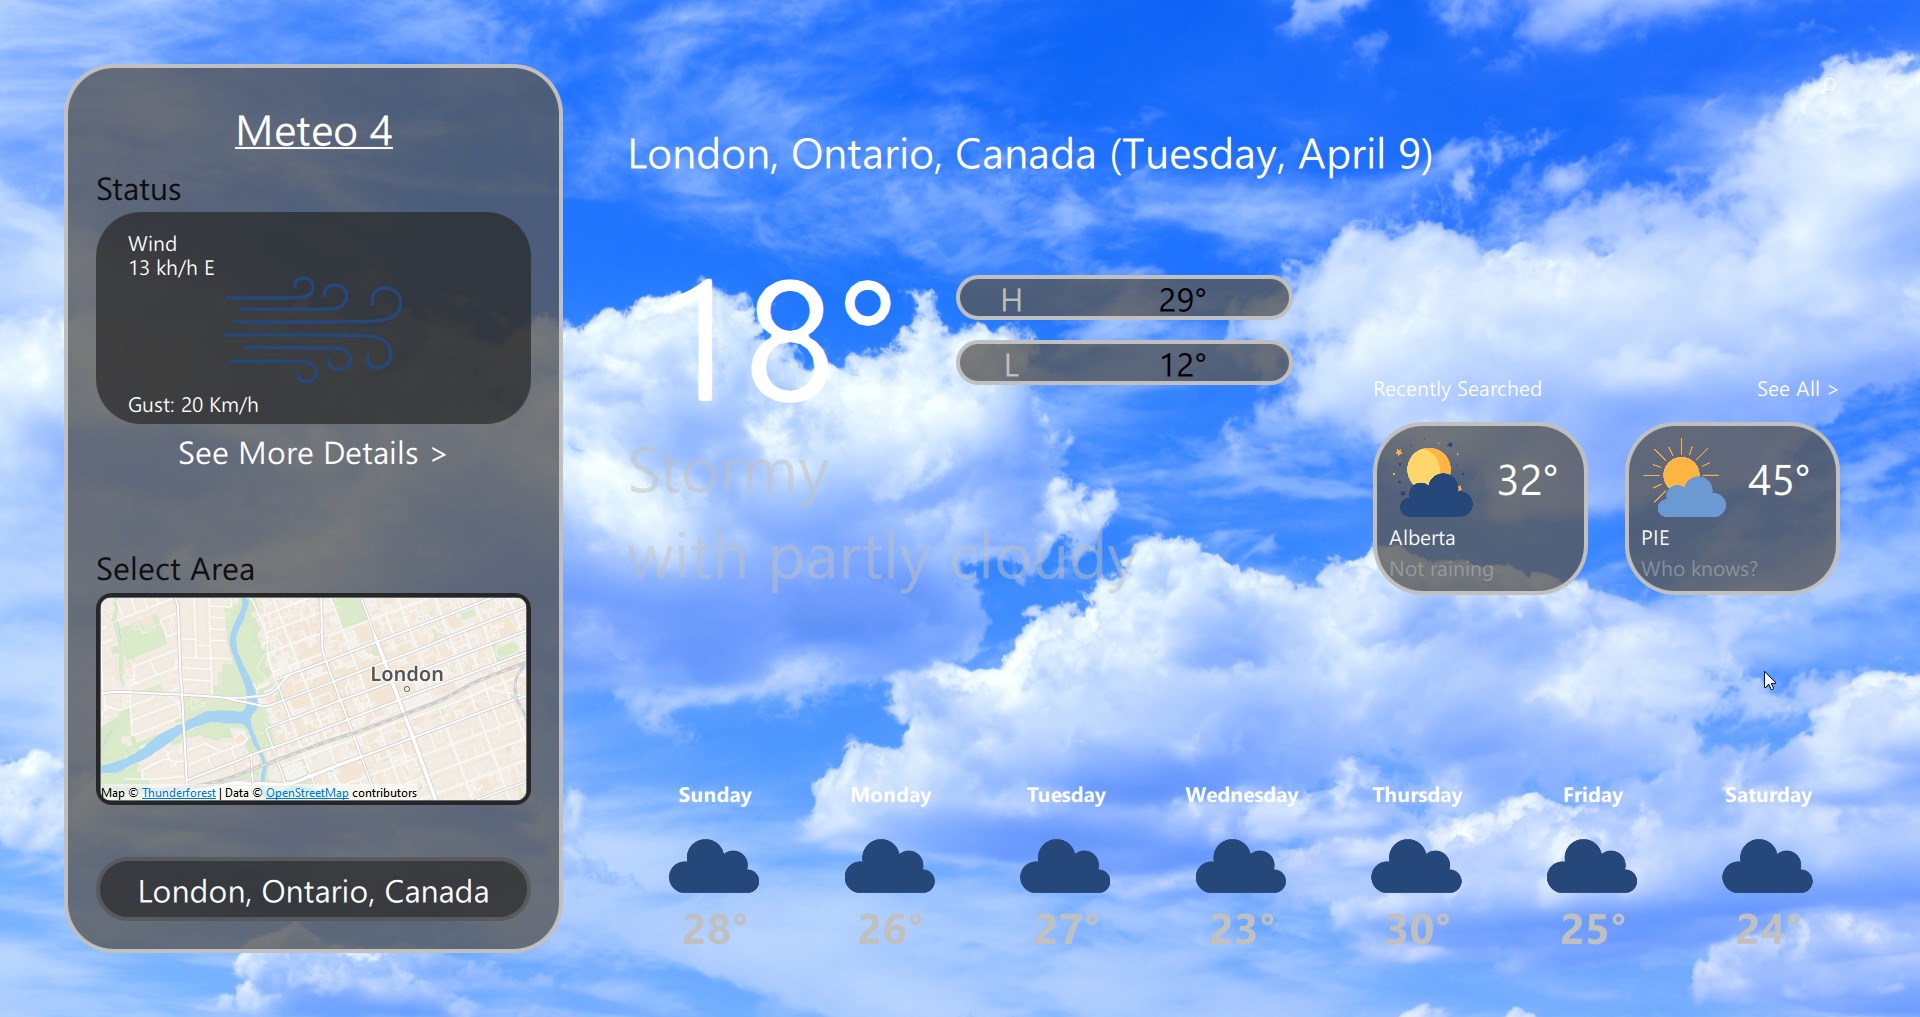 Meteo 4
Status
Wind
13 kh/h E
Gust: 20 Km/h
See More Details >
Select Area
London
Map © Thunderforest | Data © OpenStreetMap contributors
London, Ontario, Canada
London, Ontario, Canada (Tuesday, April 9)
18°
H 29°
L 12°
Stormy
with partly cloudy
Recently Searched See All >
32°
Alberta
Not raining
45°
PIE
Who knows?
Sunday Monday Tuesday Wednesday Thursday Friday Saturday
28° 26° 27° 23° 30° 25° 24°